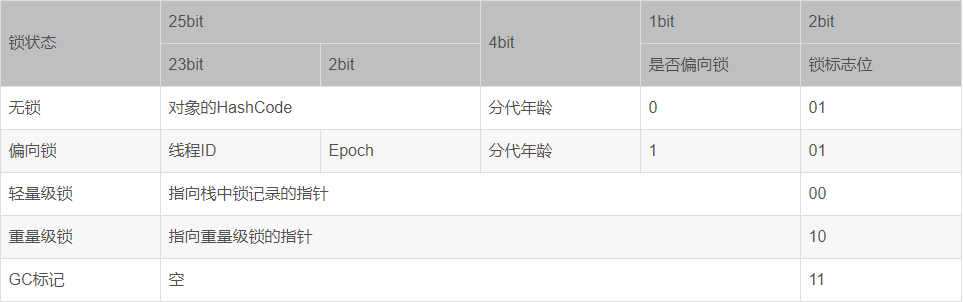 锁状态 25bit 4bit 1bit 2bit
23bit 2bit 是否偏向锁 锁标志位
无锁 对象的HashCode 分代年龄 0 01
偏向锁 线程ID Epoch 分代年龄 1 01
轻量级锁 指向栈中锁记录的指针 00
重量级锁 指向重量级锁的指针 10
GC标记 空 11